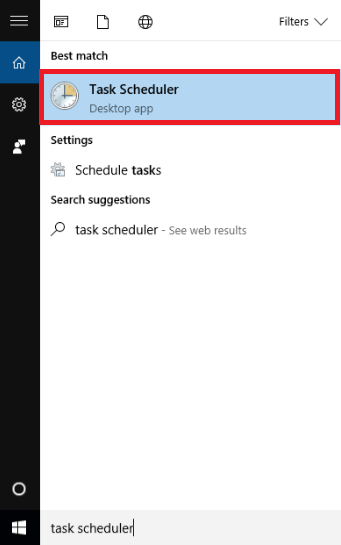 Filters
Best match
Task Scheduler
Desktop app
Settings
Schedule tasks
Search suggestions
task scheduler - See web results
task scheduler